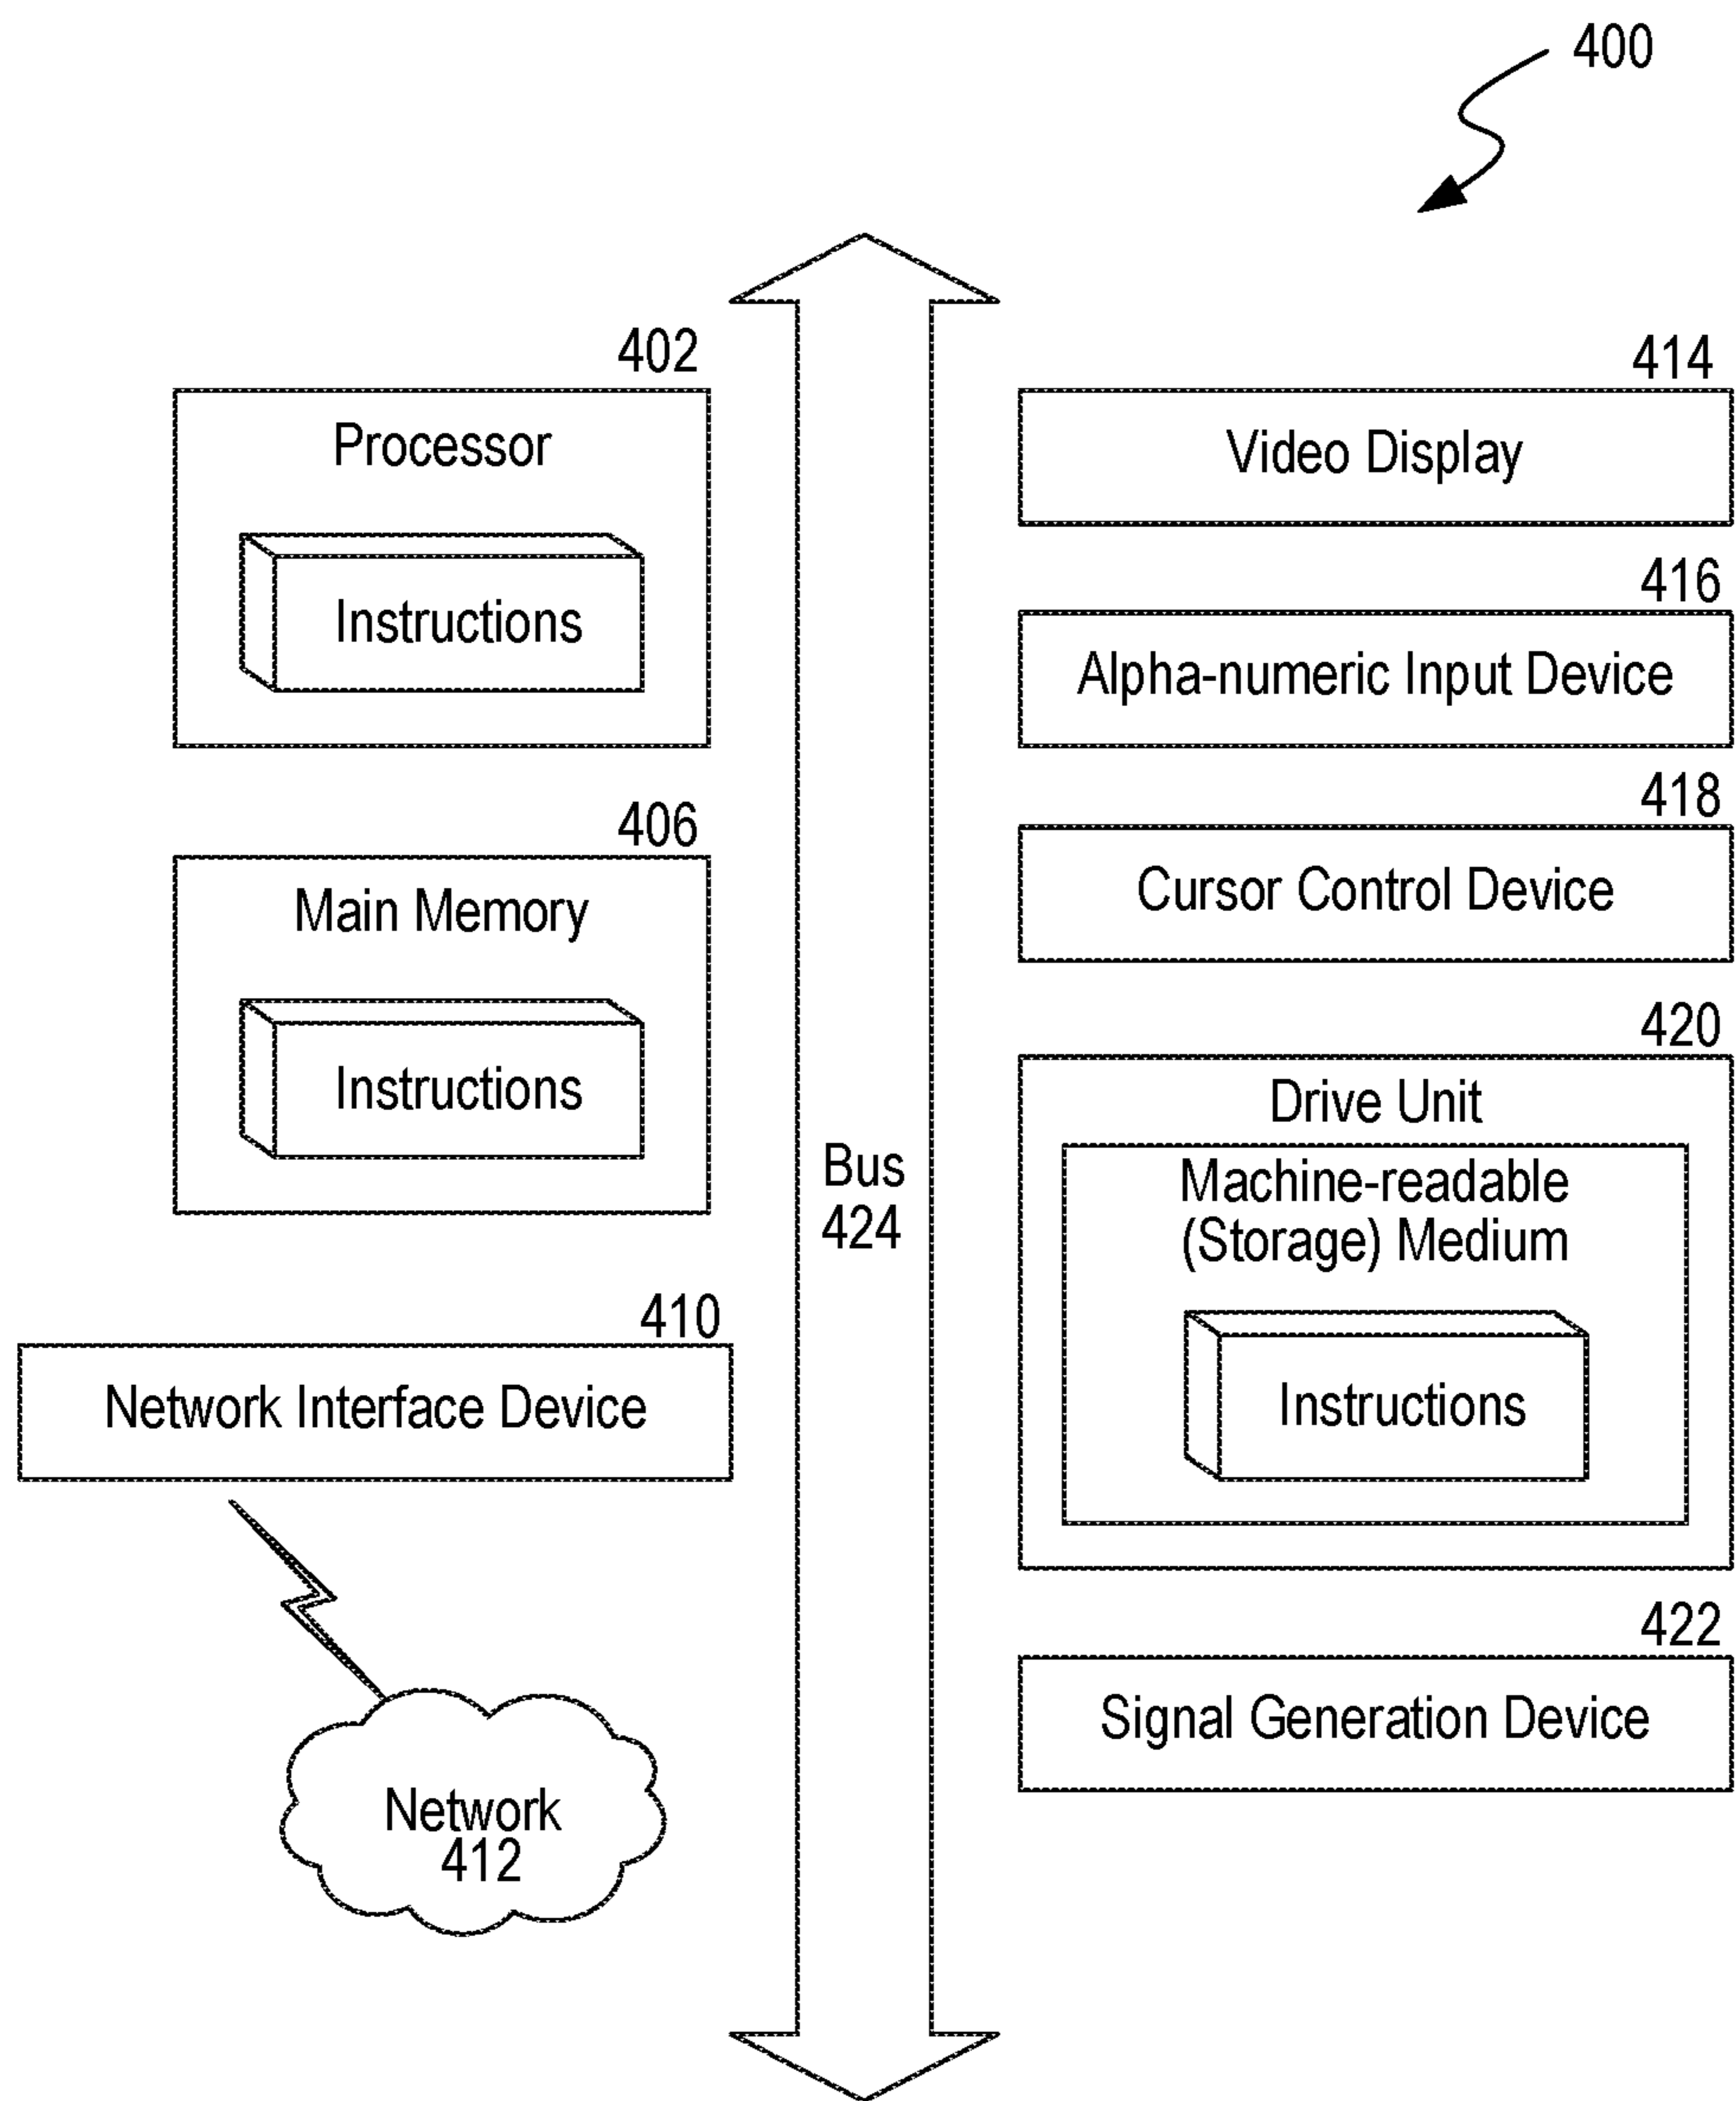 400
402
Processor
Instructions
406
Main Memory
Instructions
410
Network Interface Device
Network
412
Bus
424
414
Video Display
416
Alpha-numeric Input Device
418
Cursor Control Device
420
Drive Unit
Machine-readable
(Storage) Medium
Instructions
422
Signal Generation Device